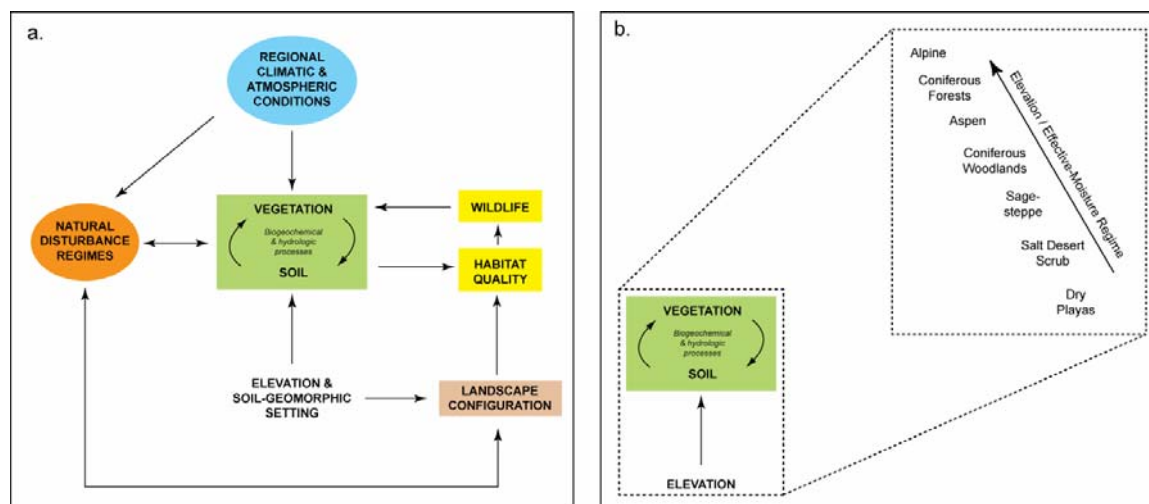 a.
REGIONAL
CLIMATIC &
ATMOSPHERIC
CONDITIONS
NATURAL
DISTURBANCE
REGIMES
VEGETATION
Biogeochemical
& hydrologic
processes
SOIL
WILDLIFE
HABITAT
QUALITY
ELEVATION &
SOIL-GEOMORPHIC
SETTING
LANDSCAPE
CONFIGURATION
b.
Alpine
Coniferous
Forests
Aspen
Coniferous
Woodlands
Sage-
steppe
Salt Desert
Scrub
Dry
Playas
Elevation / Effective-Moisture Regime
VEGETATION
Biogeochemical
& hydrologic
processes
SOIL
ELEVATION